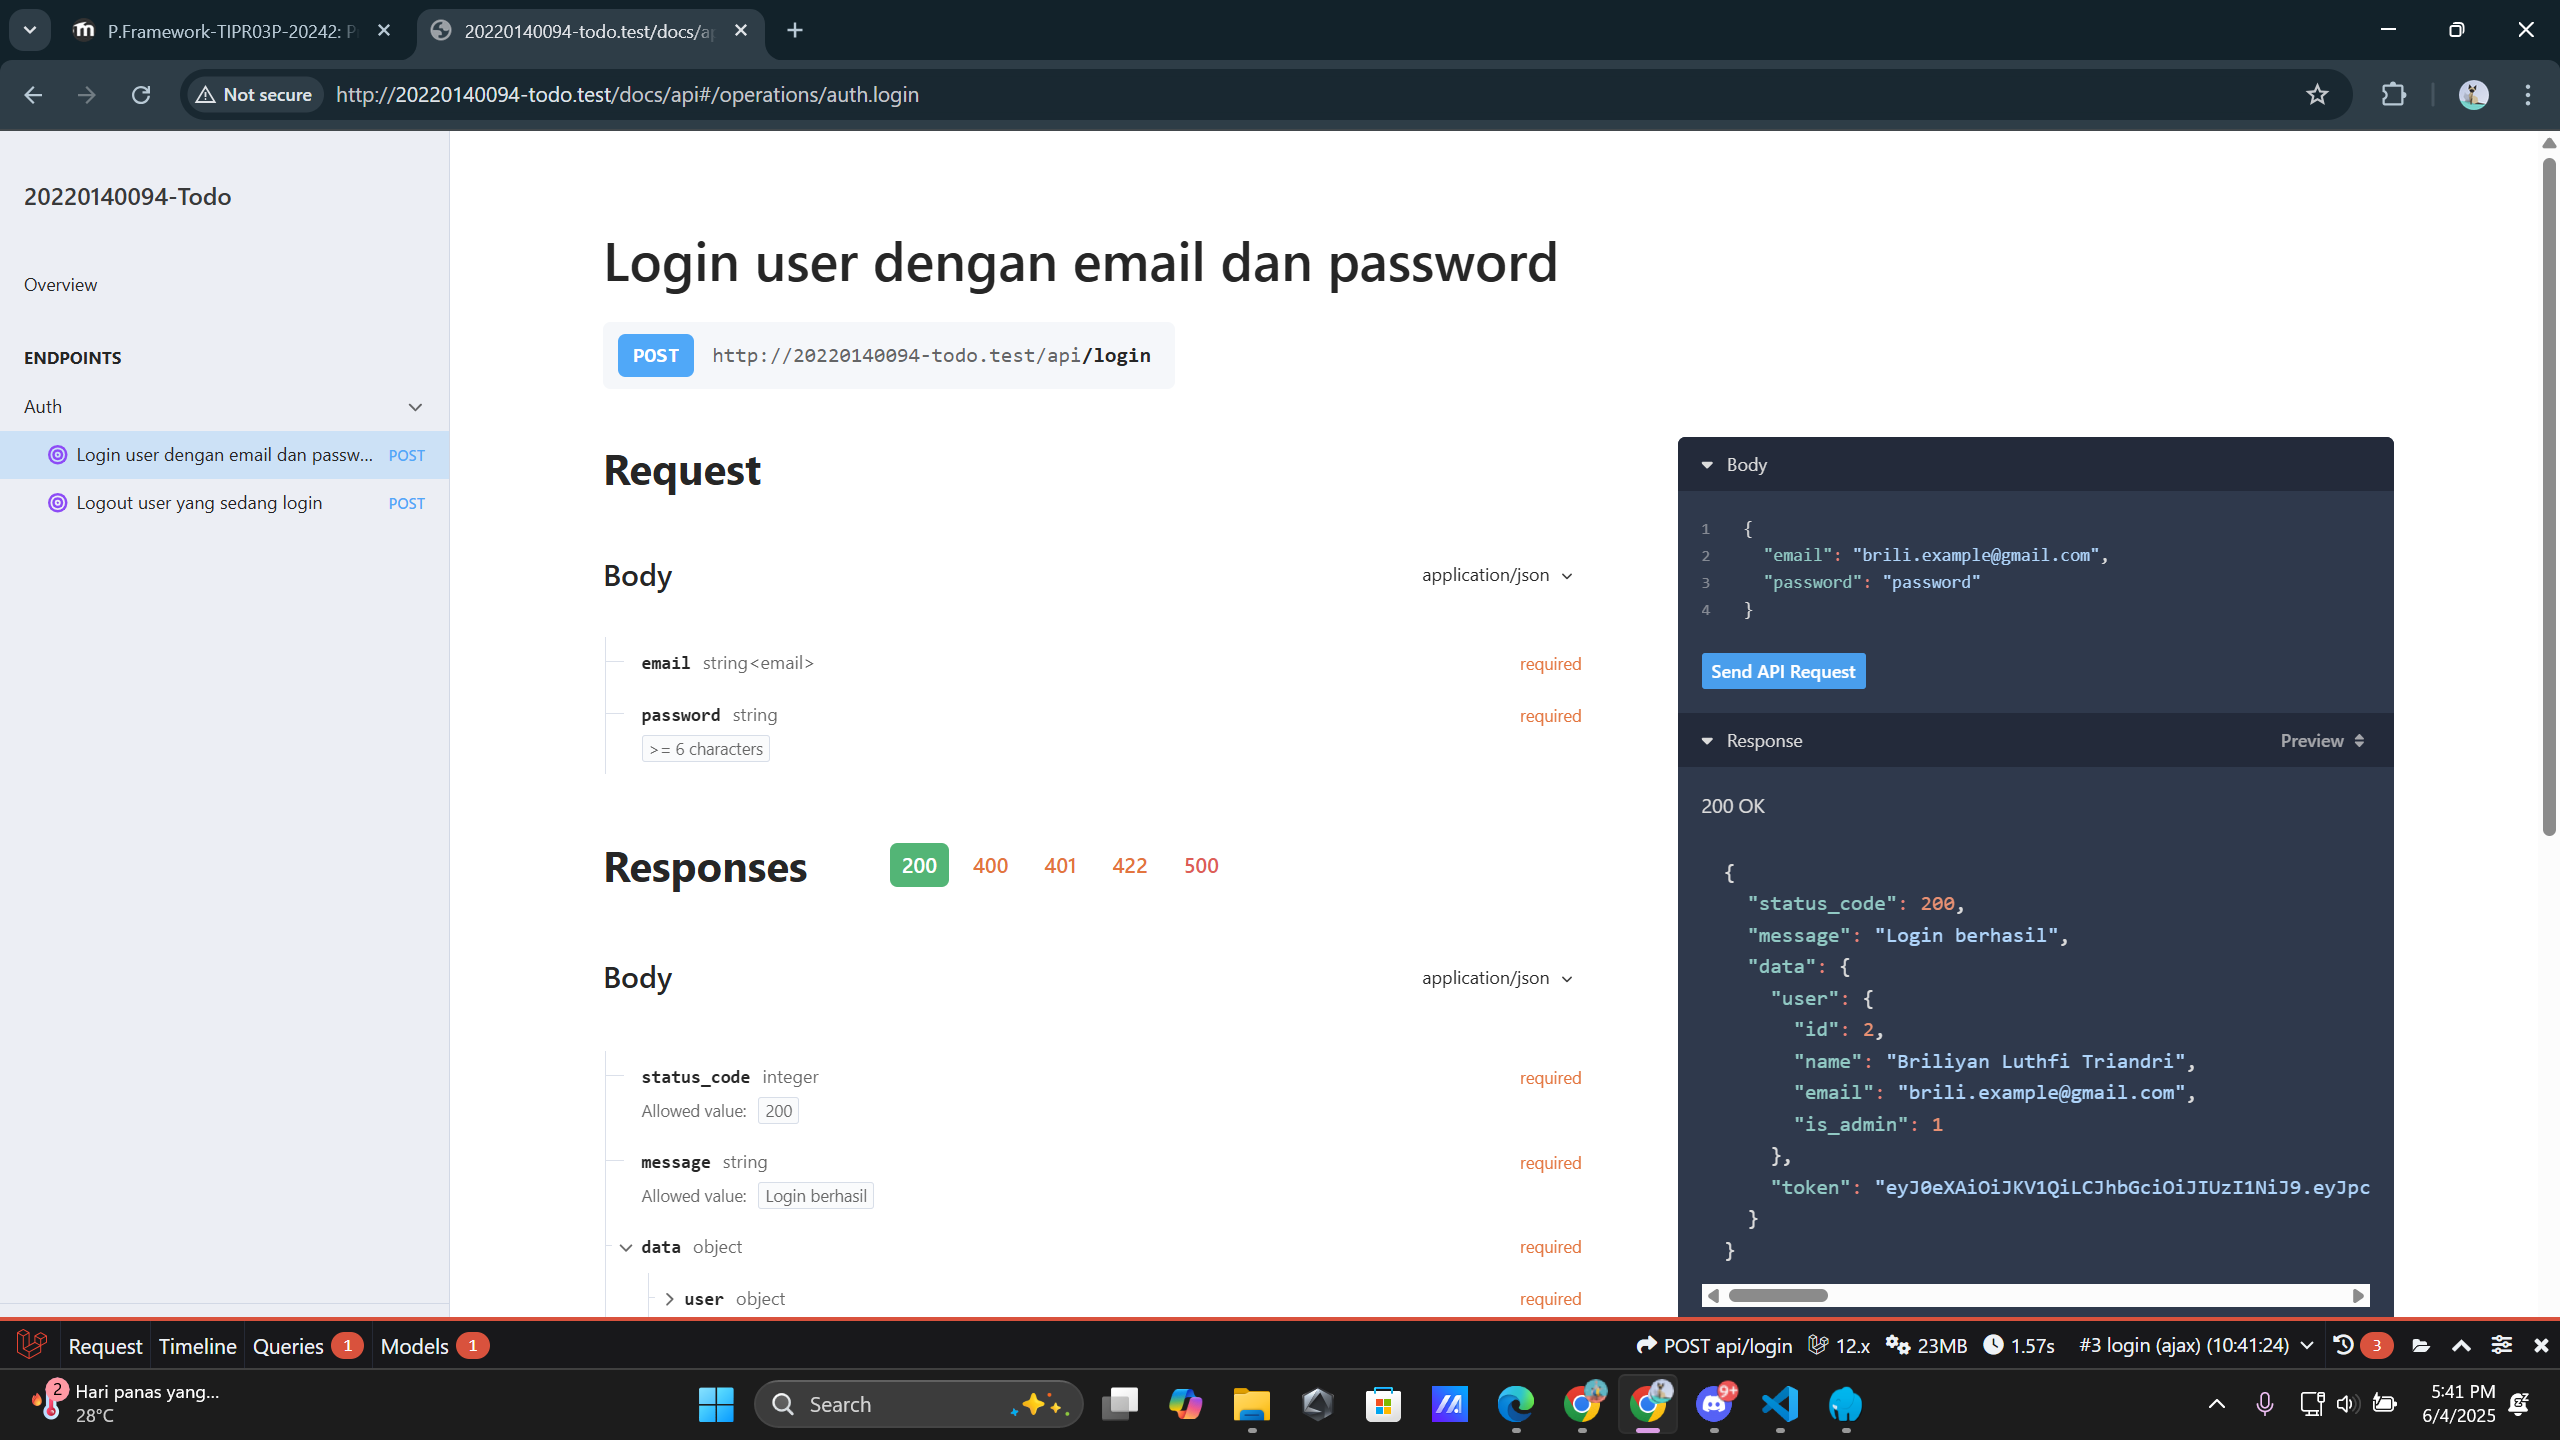 P.Framework-TIPR03P-20242: P
20220140094-todo.test/docs/ap
Not secure
http://20220140094-todo.test/docs/api#/operations/auth.login
20220140094-Todo
Overview
ENDPOINTS
Auth
Login user dengan email dan passw... POST
Logout user yang sedang login POST
Login user dengan email dan password
POST http://20220140094-todo.test/api/login
Request
Body application/json
email string<email> required
password string required
>= 6 characters
Responses 200 400 401 422 500
Body application/json
status_code integer required
Allowed value: 200
message string required
Allowed value: Login berhasil
data object required
user object required
Body
1 {
2 "email": "brili.example@gmail.com",
3 "password": "password"
4 }
Send API Request
Response Preview
200 OK
{
"status_code": 200,
"message": "Login berhasil",
"data": {
"user": {
"id": 2,
"name": "Briliyan Luthfi Triandri",
"email": "brili.example@gmail.com",
"is_admin": 1
},
"token": "eyJ0eXAiOiJKV1QiLCJhbGciOiJIUzI1NiJ9.eyJpc
}
}
Request Timeline Queries 1 Models 1 POST api/login 12.x 23MB 1.57s #3 login (ajax) (10:41:24) 3
2 Hari panas yang...
28°C
Search
9+
5:41 PM
6/4/2025